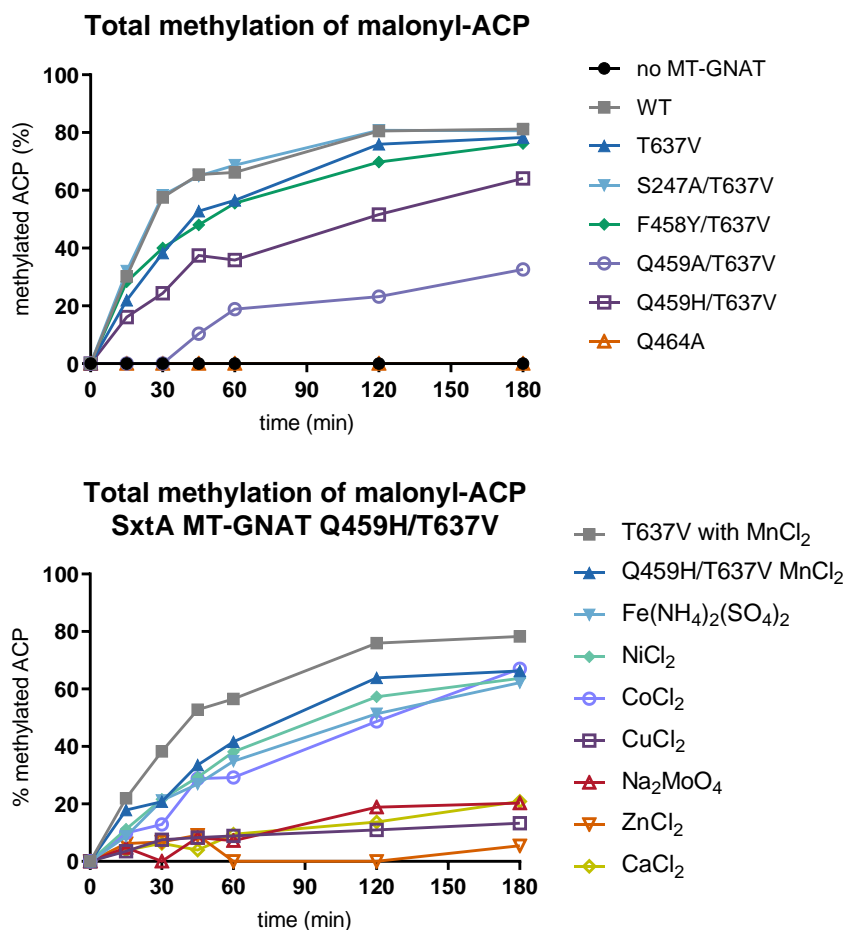 Total methylation of malonyl-ACP
100
80
60
40
20
0
methylated ACP (%)
0 30 60 90 120 150 180
time (min)
no MT-GNAT
WT
T637V
S247A/T637V
F458Y/T637V
Q459A/T637V
Q459H/T637V
Q464A
Total methylation of malonyl-ACP
SxtA MT-GNAT Q459H/T637V
100
80
60
40
20
0
% methylated ACP
0 30 60 90 120 150 180
time (min)
T637V with MnCl₂
Q459H/T637V MnCl₂
Fe(NH₄)₂(SO₄)₂
NiCl₂
CoCl₂
CuCl₂
Na₂MoO₄
ZnCl₂
CaCl₂